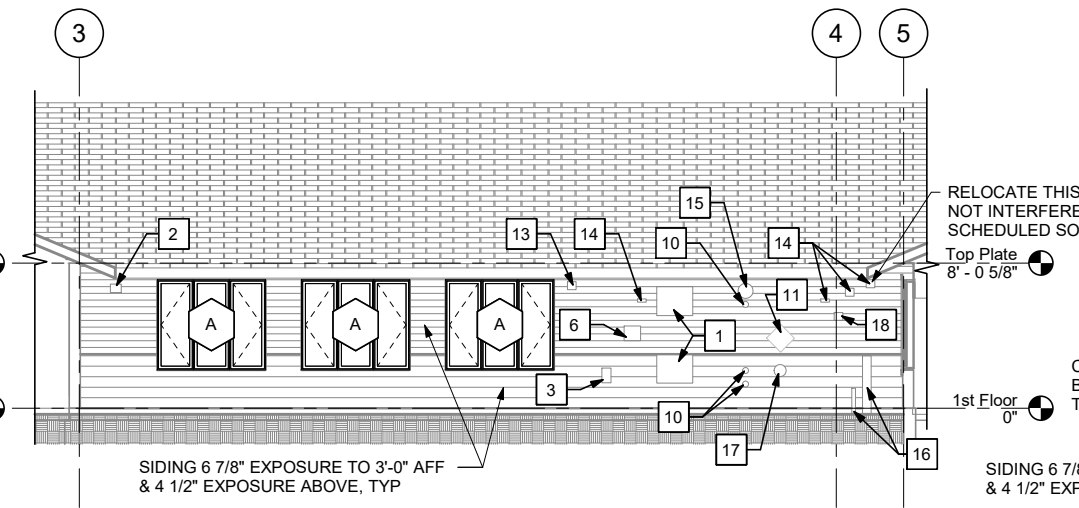 3
4
5
RELOCATE THIS
NOT INTERFERE
SCHEDULED SO
15
2
13
14
10
14
Top Plate
8' - 0 5/8"
11
A
A
A
6
1
18
3
1st Floor
0"
10
17
16
SIDING 6 7/8" EXPOSURE TO 3'-0" AFF
& 4 1/2" EXPOSURE ABOVE, TYP
SIDING 6 7/8
& 4 1/2" EXP